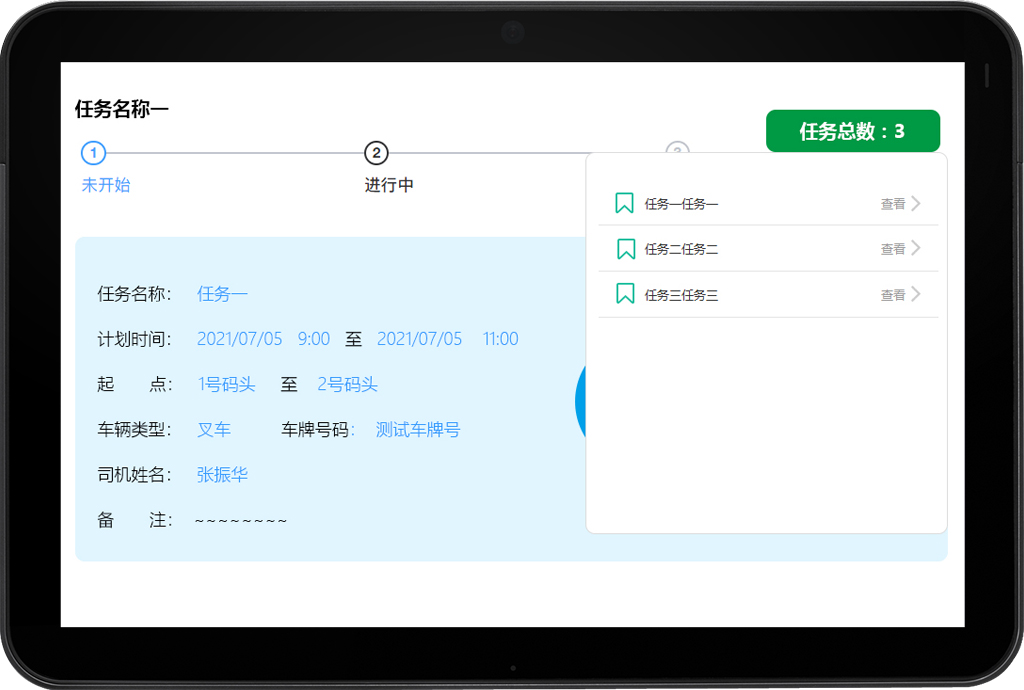 任务名称一
任务总数：3
1
2
3
未开始
进行中
任务一任务一 查看
任务二任务二 查看
任务三任务三 查看
任务名称： 任务一
计划时间： 2021/07/05 9:00 至 2021/07/05 11:00
起 点： 1号码头 至 2号码头
车辆类型： 叉车 车牌号码： 测试车牌号
司机姓名： 张振华
备 注： ~~~~~~~~